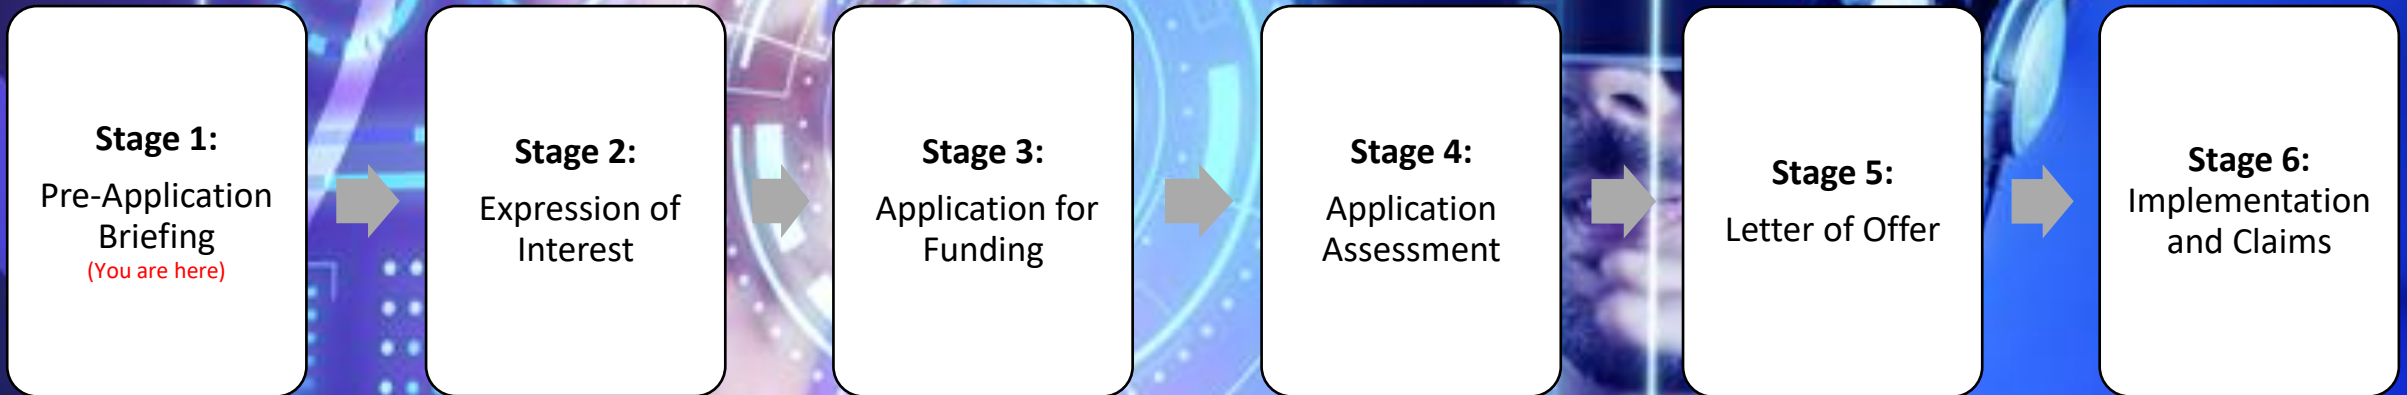 Stage 1:
Pre-Application
Briefing
(You are here)
Stage 2:
Expression of
Interest
Stage 3:
Application for
Funding
Stage 4:
Application
Assessment
Stage 5:
Letter of Offer
Stage 6:
Implementation
and Claims